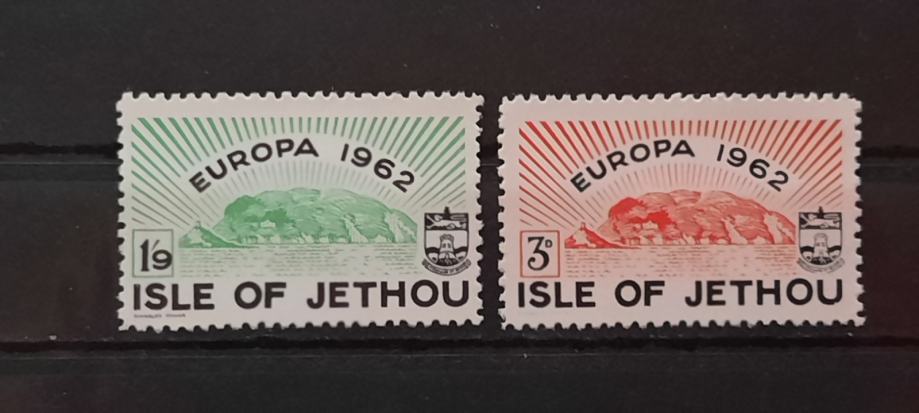 EUROPA 1962
1'9
ISLE OF JETHOU
EUROPA 1962
3D
ISLE OF JETHOU